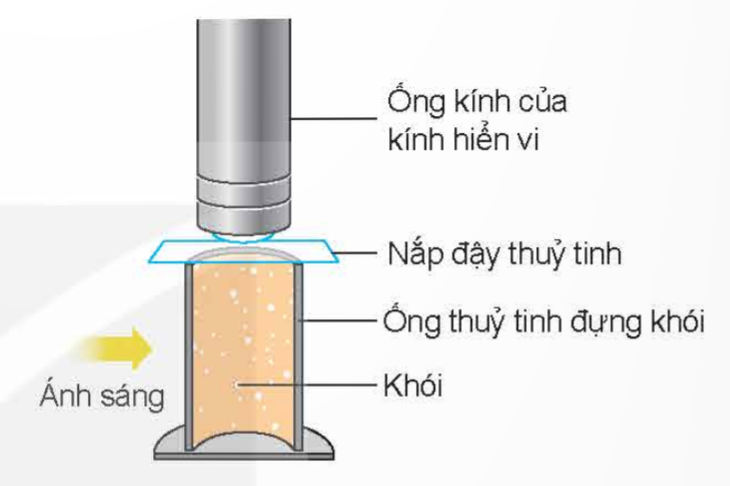 Ống kính của
kính hiển vi
Nắp đậy thuỷ tinh
Ống thuỷ tinh đựng khói
Khói
Ánh sáng